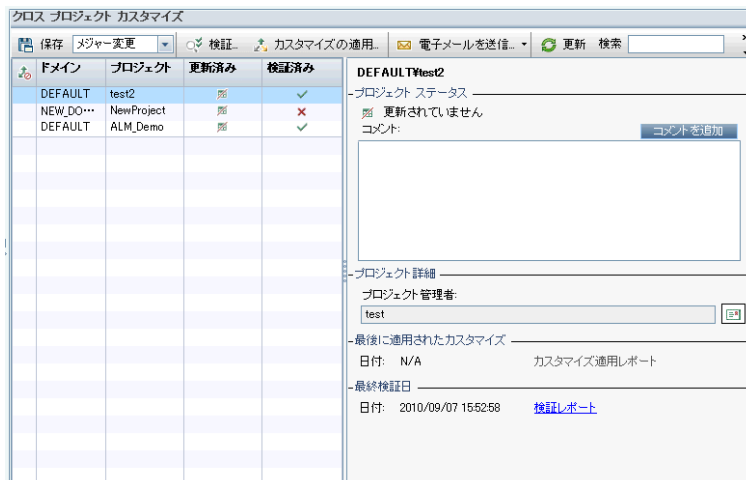 クロス プロジェクト カスタマイズ
保存 メジャー変更 検証... カスタマイズの適用... 電子メールを送信... 更新 検索
ドメイン プロジェクト 更新済み 検証済み
DEFAULT test2
NEW_DO… NewProject
DEFAULT ALM_Demo
DEFAULT¥test2
プロジェクト ステータス
更新されていません
コメント: コメントを追加
プロジェクト詳細
プロジェクト管理者:
test
最後に適用されたカスタマイズ
日付: N/A カスタマイズ適用レポート
最終検証日
日付: 2010/09/07 15:52:58 検証レポート